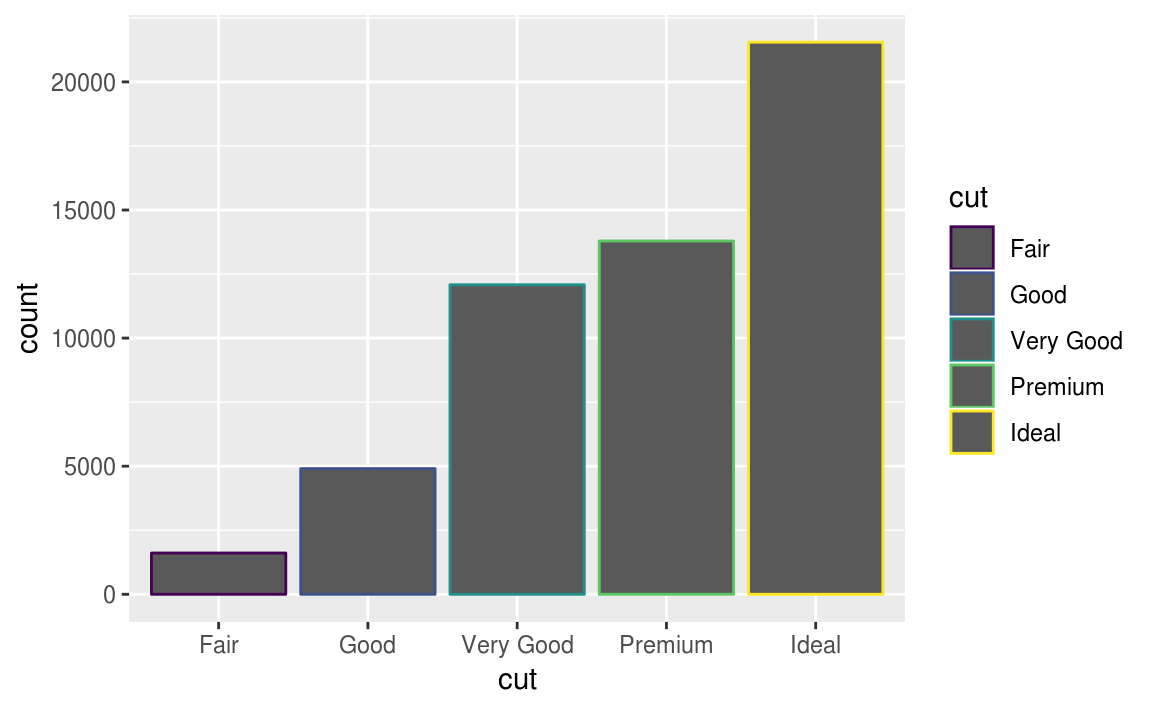 20000
15000
10000
5000
0
count
Fair
Good
Very Good
Premium
Ideal
cut
cut
Fair
Good
Very Good
Premium
Ideal